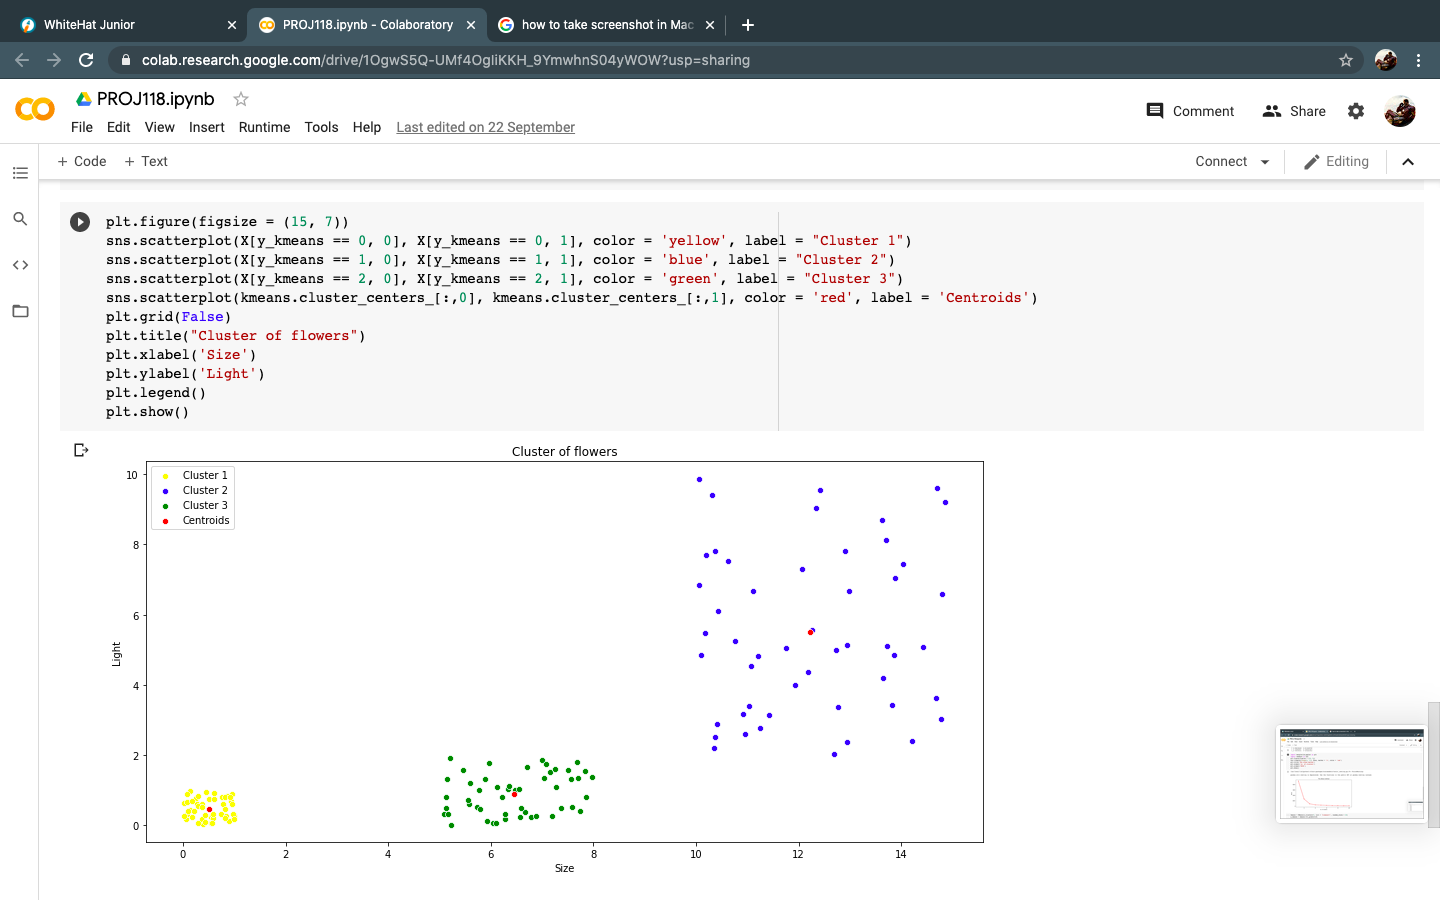 WhiteHat Junior
PROJ118.ipynb - Colaboratory
how to take screenshot in Mac
colab.research.google.com/drive/1OgwS5Q-UMf4OgliKKH_9YmwhnS04yWOW?usp=sharing
PROJ118.ipynb
File Edit View Insert Runtime Tools Help Last edited on 22 September
Comment Share
+ Code + Text
Connect Editing
plt.figure(figsize = (15, 7))
sns.scatterplot(X[y_kmeans == 0, 0], X[y_kmeans == 0, 1], color = 'yellow', label = "Cluster 1")
sns.scatterplot(X[y_kmeans == 1, 0], X[y_kmeans == 1, 1], color = 'blue', label = "Cluster 2")
sns.scatterplot(X[y_kmeans == 2, 0], X[y_kmeans == 2, 1], color = 'green', label = "Cluster 3")
sns.scatterplot(kmeans.cluster_centers_[:,0], kmeans.cluster_centers_[:,1], color = 'red', label = 'Centroids')
plt.grid(False)
plt.title("Cluster of flowers")
plt.xlabel('Size')
plt.ylabel('Light')
plt.legend()
plt.show()
Cluster of flowers
Cluster 1
Cluster 2
Cluster 3
Centroids
10
8
6
4
2
0
Light
0 2 4 6 8 10 12 14
Size